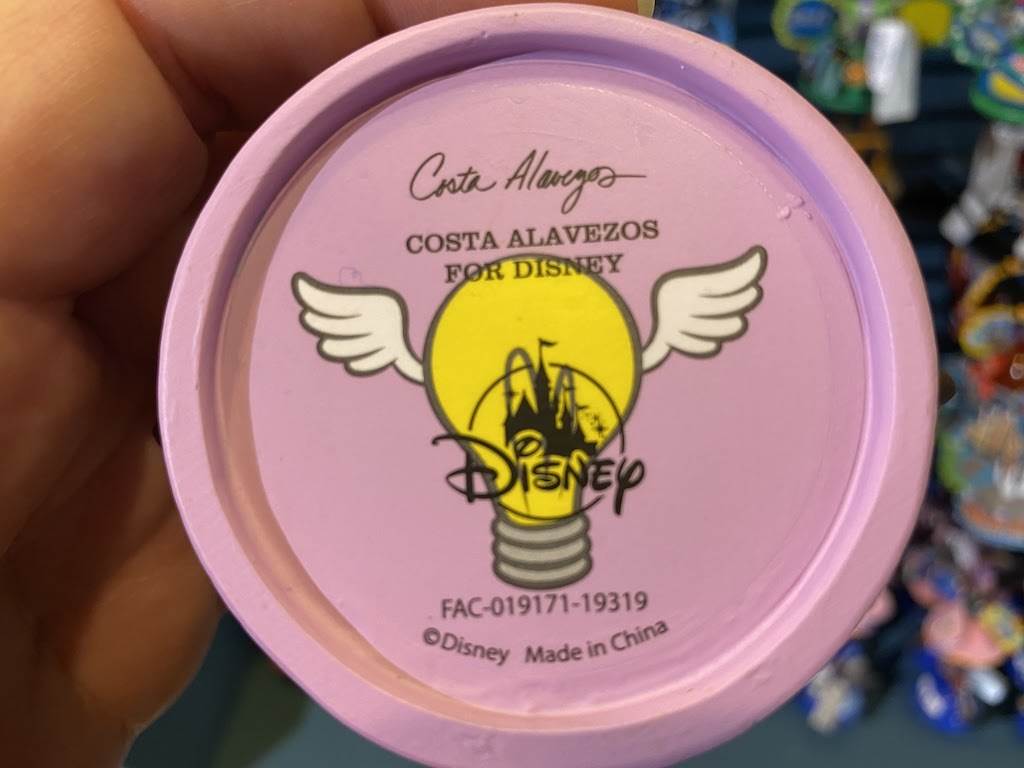 Costa Alavezos
COSTA ALAVEZOS
FOR DISNEY
DISNEY
FAC-019171-19319
©Disney Made in China